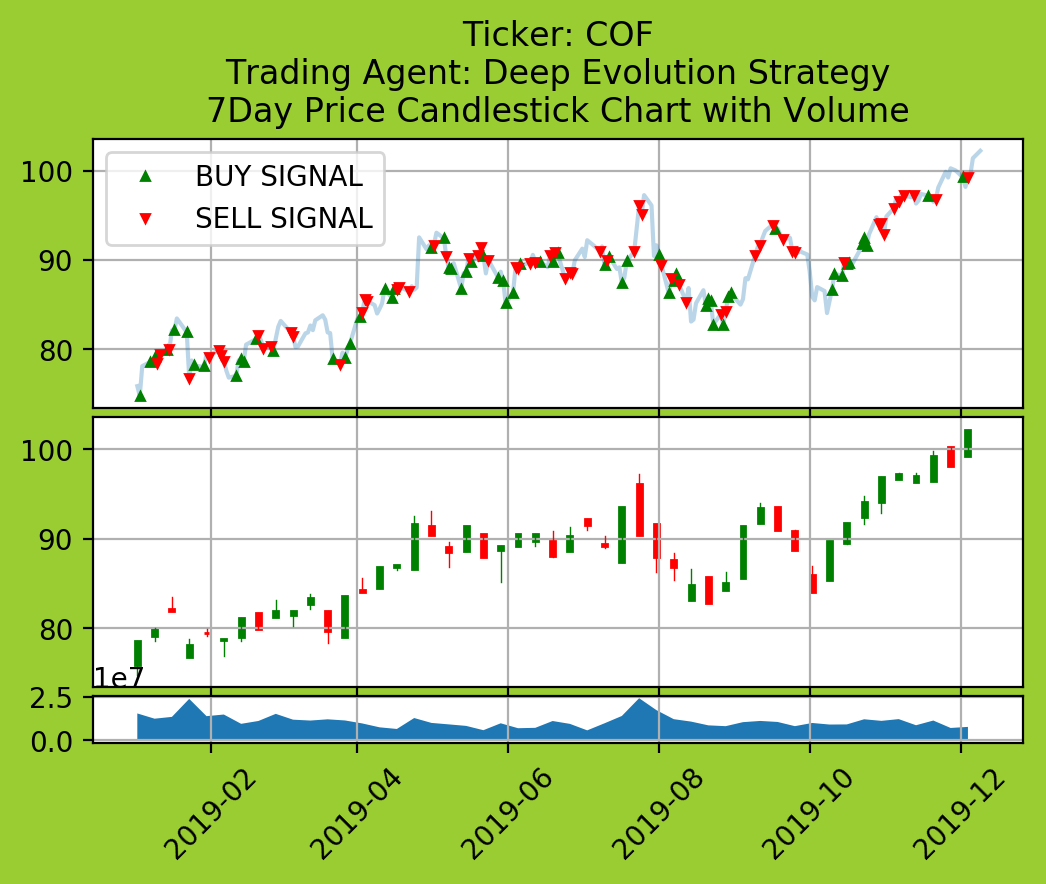 Ticker: COF
Trading Agent: Deep Evolution Strategy
7Day Price Candlestick Chart with Volume
100
90
80
BUY SIGNAL
SELL SIGNAL
100
90
80
1e7
2.5
0.0
2019-02
2019-04
2019-06
2019-08
2019-10
2019-12